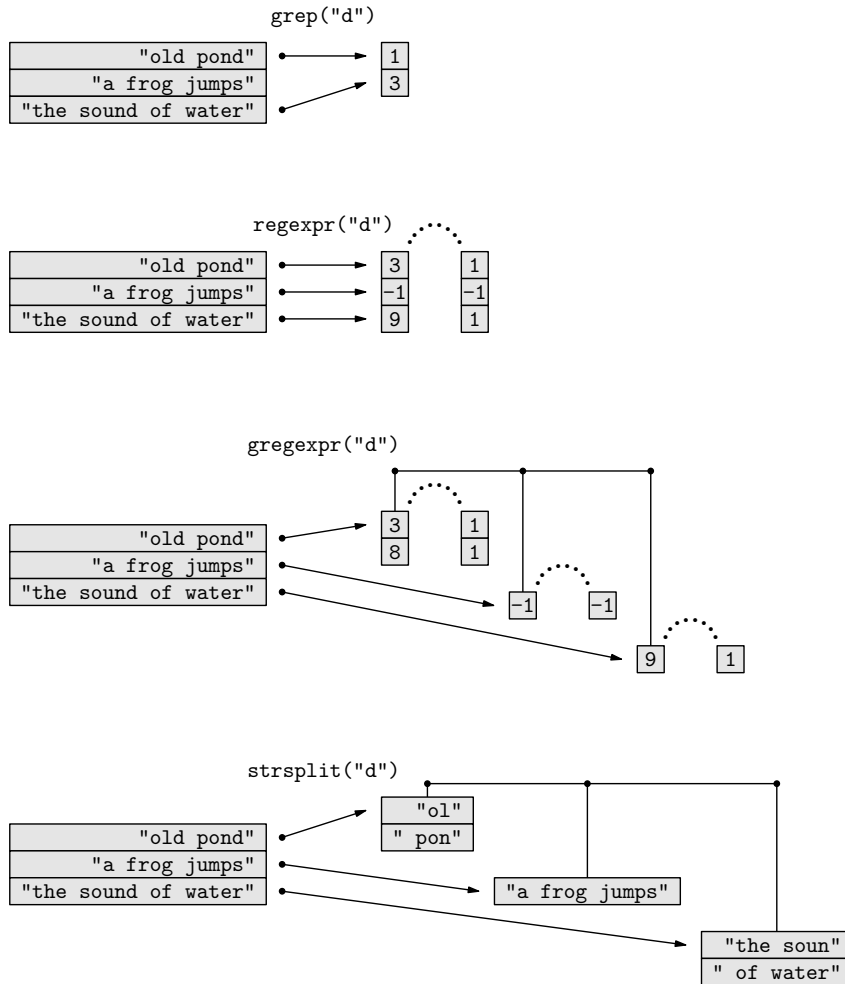 grep("d")
"old pond" 1
"a frog jumps" 3
"the sound of water"
regexpr("d")
"old pond" 3 1
"a frog jumps" −1 −1
"the sound of water" 9 1
gregexpr("d")
"old pond" 3 1
8 1
"a frog jumps"
"the sound of water"
−1 −1
9 1
strsplit("d")
"ol"
"old pond" " pon"
"a frog jumps"
"the sound of water" "a frog jumps"
"the soun"
" of water"